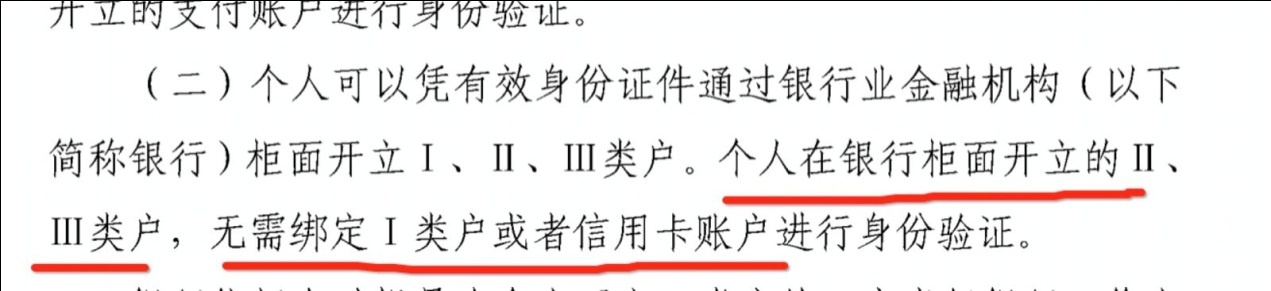 开立的支付账户进行身份验证。
（二）个人可以凭有效身份证件通过银行业金融机构（以下
简称银行）柜面开立Ⅰ、Ⅱ、Ⅲ类户。个人在银行柜面开立的Ⅱ、
Ⅲ类户，无需绑定Ⅰ类户或者信用卡账户进行身份验证。